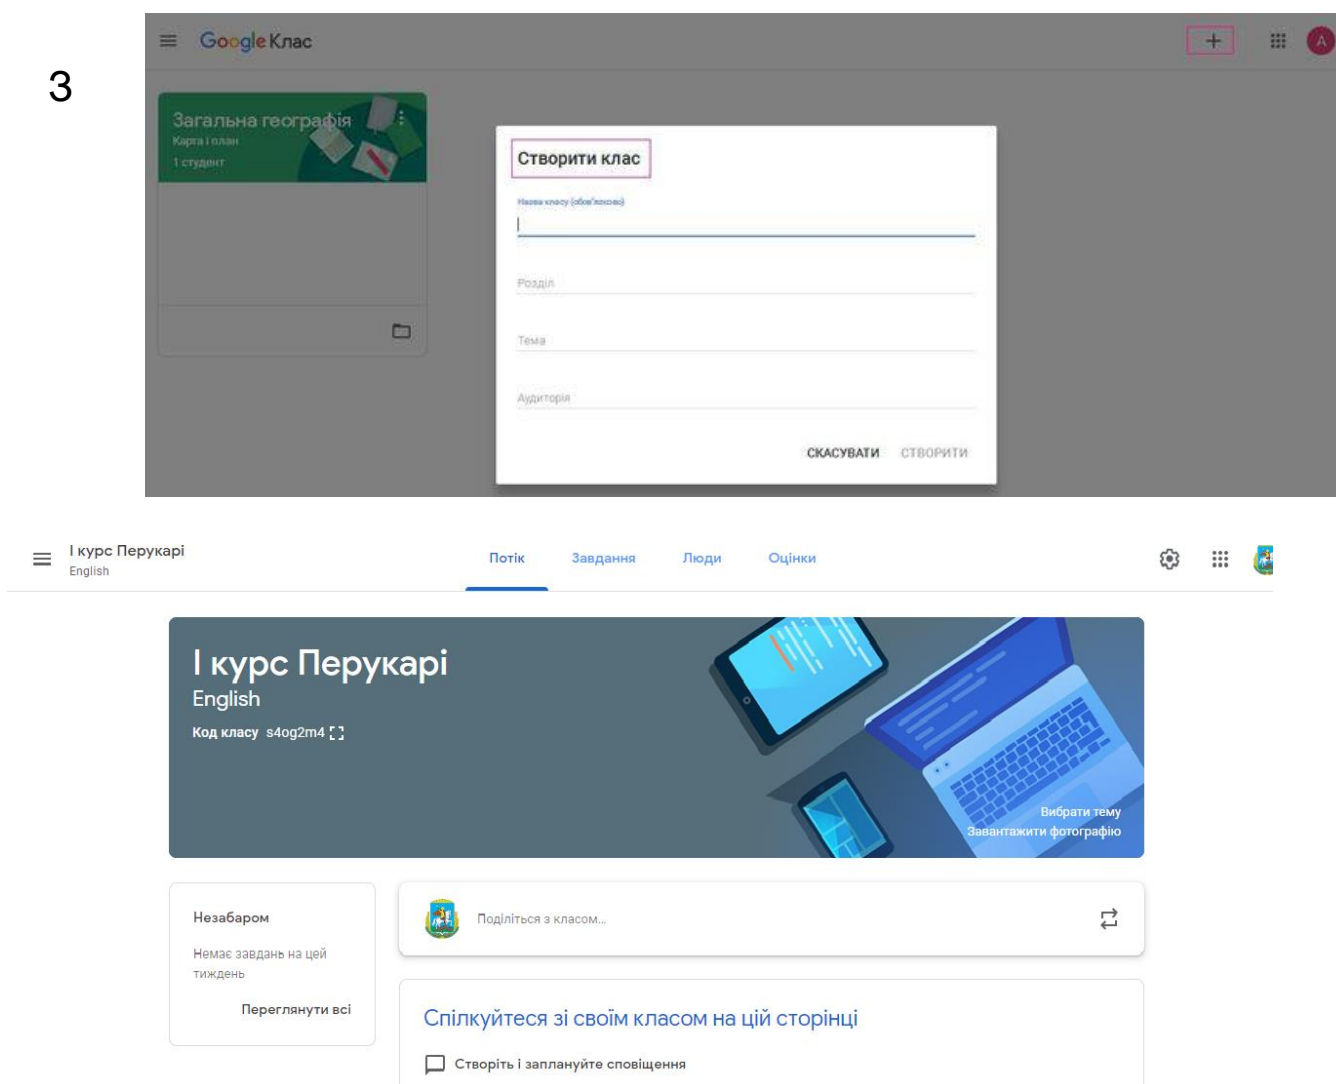 3
Google Клас
A
Загальна географія
Карта і план
1 студент
Створити клас
Назва класу (обов'язково)
Розділ
Тема
Аудиторія
СКАСУВАТИ СТВОРИТИ
І курс Перукарі
English
Потік Завдання Люди Оцінки
І курс Перукарі
English
Код класу s4og2m4
Вибрати тему
Завантажити фотографію
Незабаром
Немає завдань на цей
тиждень
Переглянути всі
Поділіться з класом...
Спілкуйтеся зі своїм класом на цій сторінці
Створіть і заплануйте сповіщення